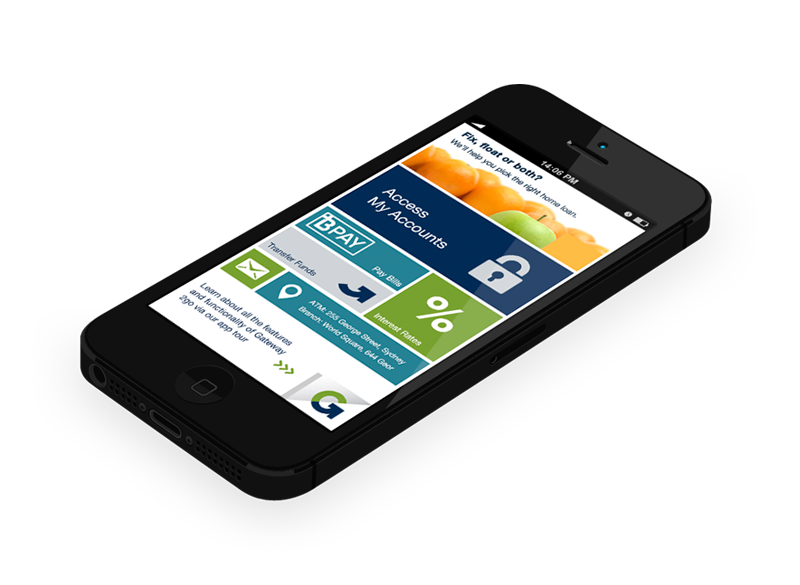 14:06 PM
Fix, float or both?
We'll help you pick the right home loan.
Access
My Accounts
BPAY
Pay Bills
Transfer Funds
%
Interest Rates
ATM: 255 George Street, Sydney
Branch: World Square, 644 Geor
Learn about all the features
and functionality of Gateway
2go via our app tour
>>>
G